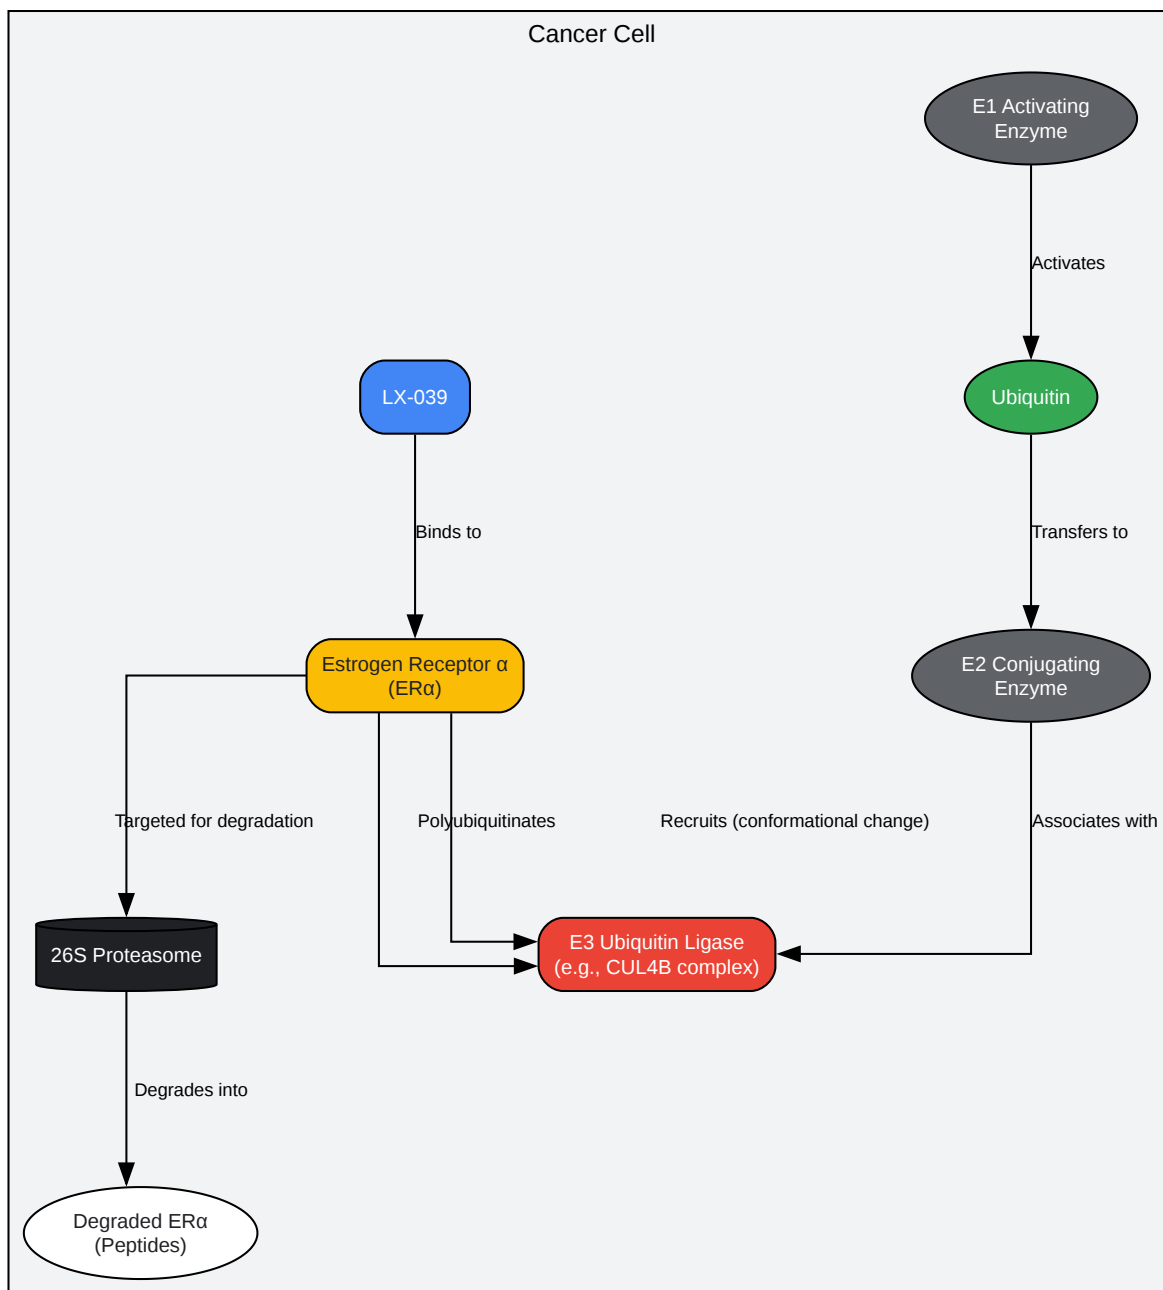 Cancer Cell
E1 Activating
Enzyme
Activates
LX-039
Ubiquitin
Binds to
Transfers to
Estrogen Receptor α
(ERα)
E2 Conjugating
Enzyme
Targeted for degradation
Polyubiquitinates
Recruits (conformational change)
Associates with
26S Proteasome
E3 Ubiquitin Ligase
(e.g., CUL4B complex)
Degrades into
Degraded ERα
(Peptides)